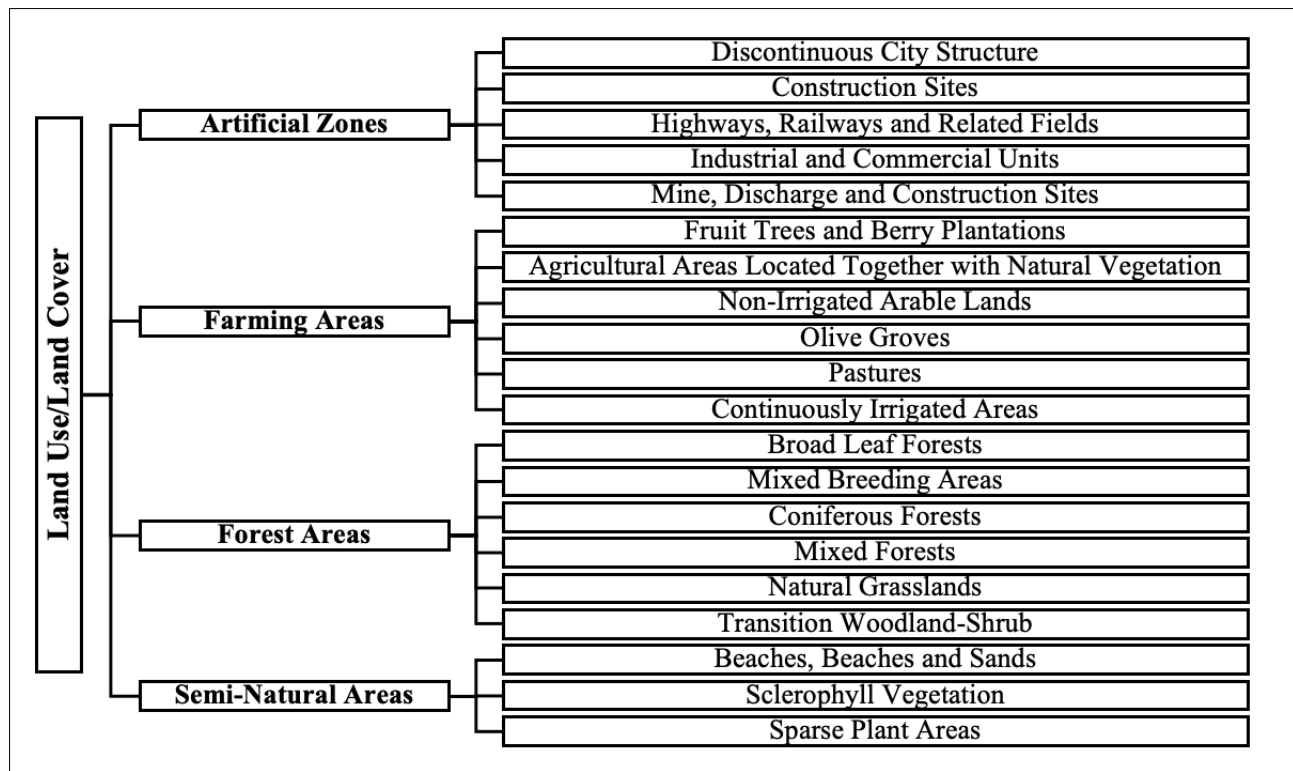 Land Use/Land Cover
Artificial Zones
Discontinuous City Structure
Construction Sites
Highways, Railways and Related Fields
Industrial and Commercial Units
Mine, Discharge and Construction Sites
Farming Areas
Fruıit Trees and Berry Plantations
Agricultural Areas Located Together with Natural Vegetation
Non-Irrigated Arable Lands
Olive Groves
Pastures
Continuously Irrigated Areas
Forest Areas
Broad Leaf Forests
Mixed Breeding Areas
Coniferous Forests
Mixed Forests
Natural Grasslands
Transition Woodland-Shrub
Semi-Natural Areas
Beaches, Beaches and Sands
Sclerophyll Vegetation
Sparse Plant Areas